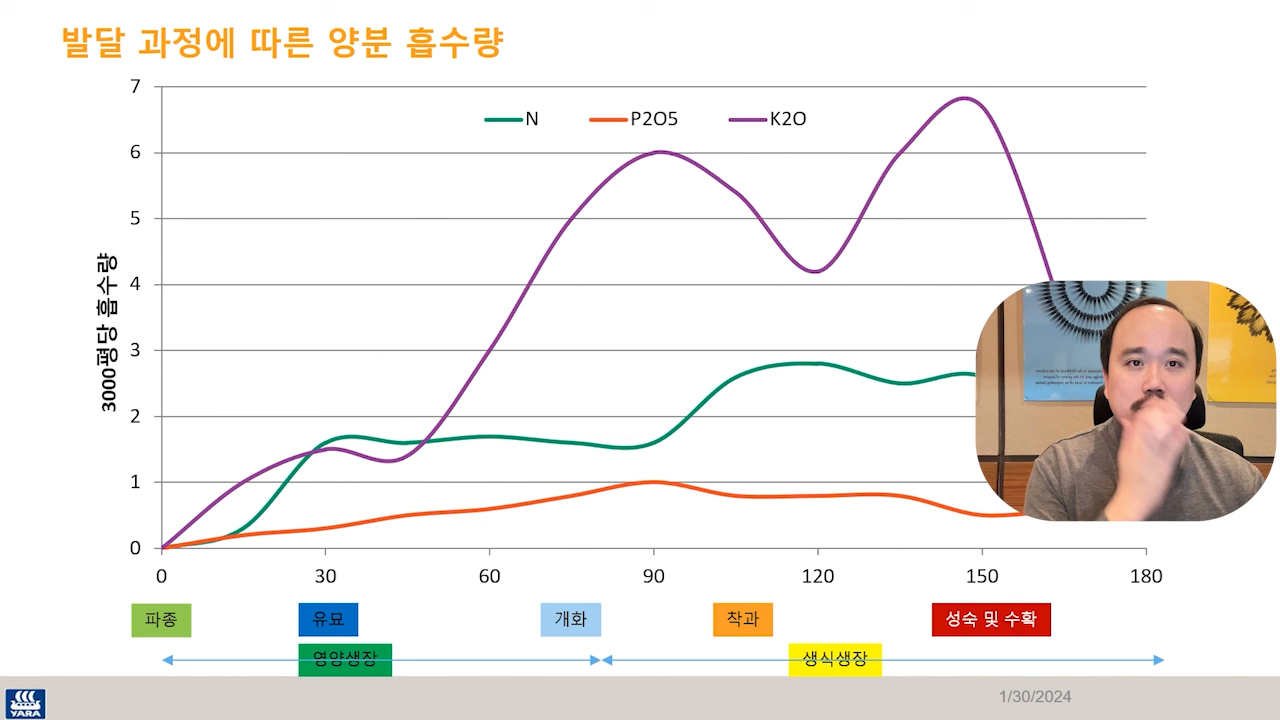 발달 과정에 따른 양분 흡수량
7
N
P2O5
K2O
6
5
4
3
2
1
0
3000평당 흡수량
0
30
60
90
120
150
180
파종
유묘
개화
착과
성숙 및 수확
영양생장
생식생장
YARA
1/30/2024